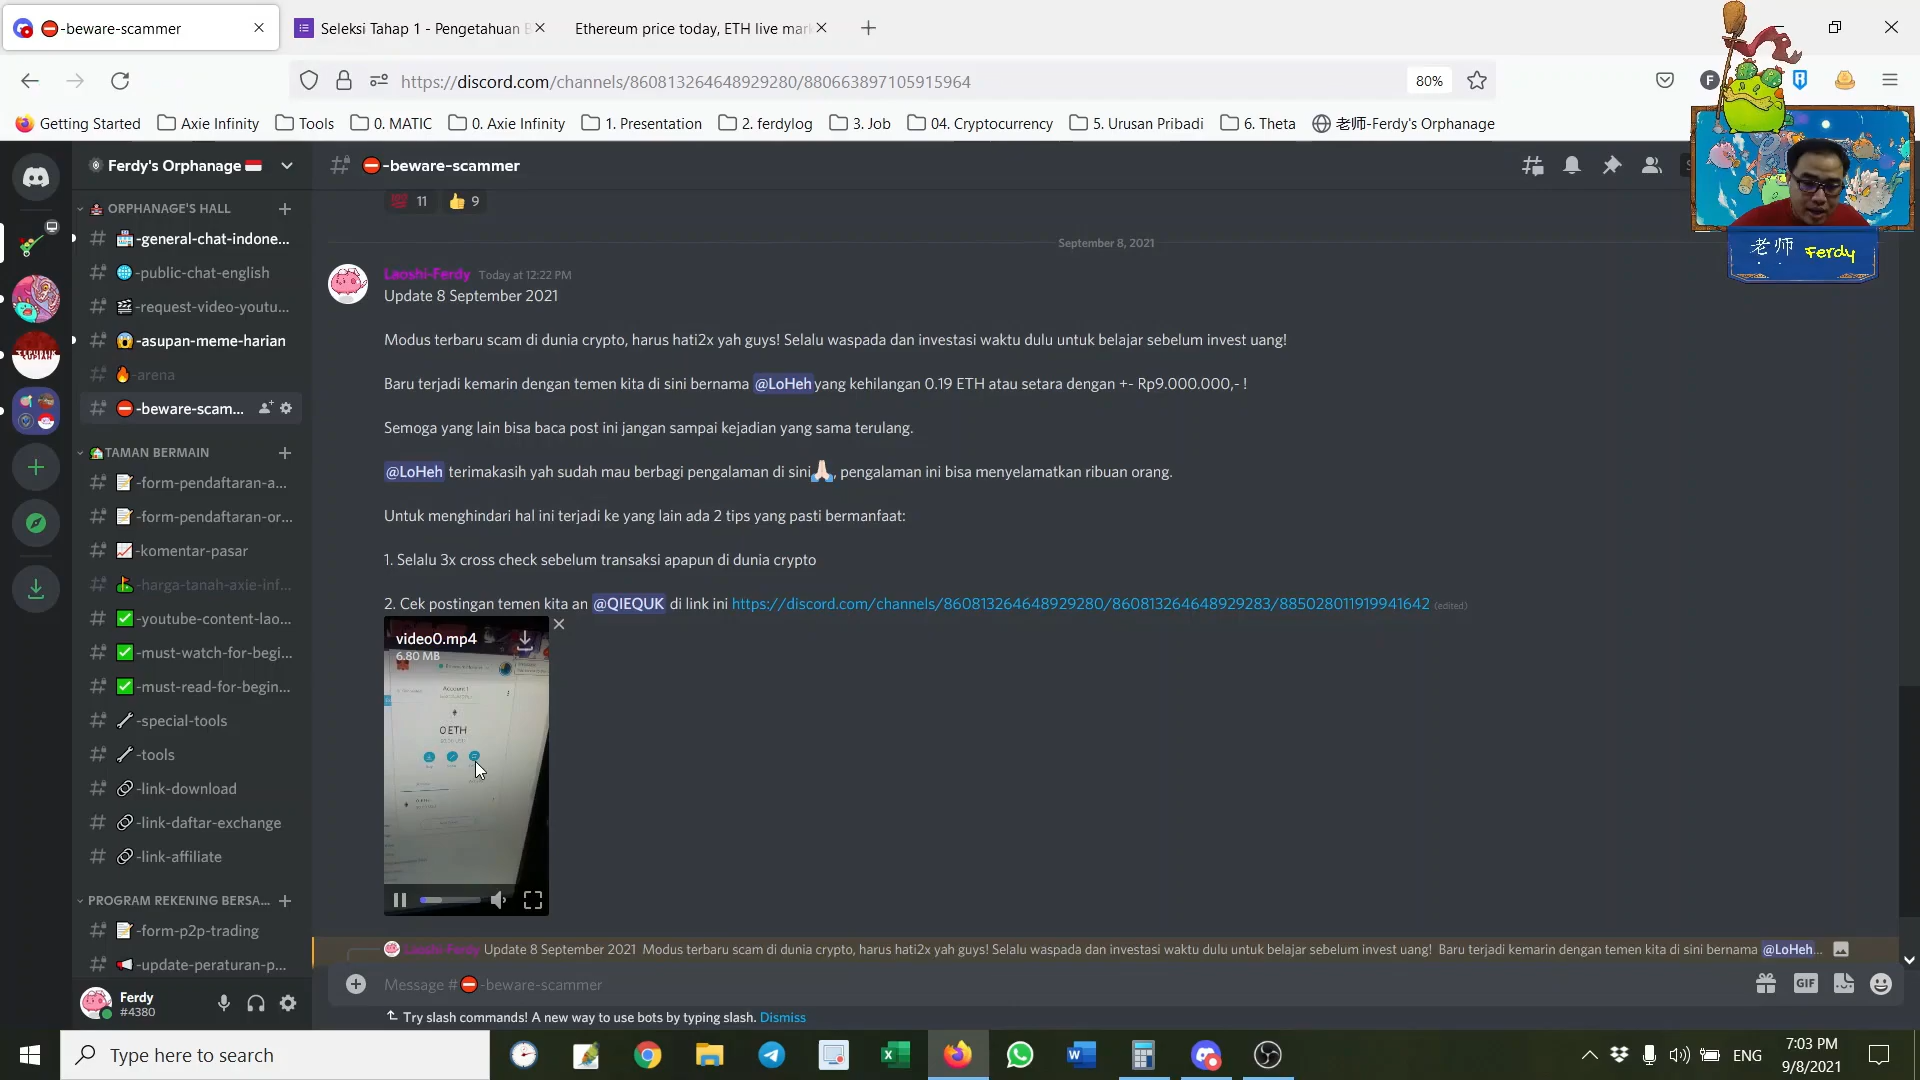 -beware-scammer
Seleksi Tahap 1 - Pengetahuan
Ethereum price today, ETH live mar
https://discord.com/channels/860813264648929280/880663897105915964
80%
Getting Started
Axie Infinity
Tools
0. MATIC
0. Axie Infinity
1. Presentation
2. ferdylog
3. Job
04. Cryptocurrency
5. Urusan Pribadi
6. Theta
老师-Ferdy's Orphanage
老师 Ferdy
Ferdy's Orphanage
-beware-scammer
ORPHANAGE'S HALL
-general-chat-indone...
-public-chat-english
-request-video-youtu...
-asupan-meme-harian
-arena
-beware-scam...
TAMAN BERMAIN
-form-pendaftaran-a...
-form-pendaftaran-or...
-komentar-pasar
-harga-tanah-axie-inf...
-youtube-content-lao...
-must-watch-for-begi...
-must-read-for-begin...
-special-tools
-tools
-link-download
-link-daftar-exchange
-link-affiliate
PROGRAM REKENING BERSA...
-form-p2p-trading
-update-peraturan-p...
Ferdy
#4380
11
9
September 8, 2021
Laoshi-Ferdy Today at 12:22 PM
Update 8 September 2021
Modus terbaru scam di dunia crypto, harus hati2x yah guys! Selalu waspada dan investasi waktu dulu untuk belajar sebelum invest uang!
Baru terjadi kemarin dengan temen kita di sini bernama @LoHeh yang kehilangan 0.19 ETH atau setara dengan +- Rp9.000.000,- !
Semoga yang lain bisa baca post ini jangan sampai kejadian yang sama terulang.
@LoHeh terimakasih yah sudah mau berbagi pengalaman di sini🙏, pengalaman ini bisa menyelamatkan ribuan orang.
Untuk menghindari hal ini terjadi ke yang lain ada 2 tips yang pasti bermanfaat:
1. Selalu 3x cross check sebelum transaksi apapun di dunia crypto
2. Cek postingan temen kita an @QIEQUK di link ini https://discord.com/channels/860813264648929280/860813264648929283/885028011919941642 (edited)
video0.mp4
6.80 MB
Account 1
0 ETH
Laoshi-Ferdy Update 8 September 2021 Modus terbaru scam di dunia crypto, harus hati2x yah guys! Selalu waspada dan investasi waktu dulu untuk belajar sebelum invest uang! Baru terjadi kemarin dengan temen kita di sini bernama @LoHeh...
Message #⛔-beware-scammer
GIF
Try slash commands! A new way to use bots by typing slash. Dismiss
Type here to search
ENG
7:03 PM
9/8/2021